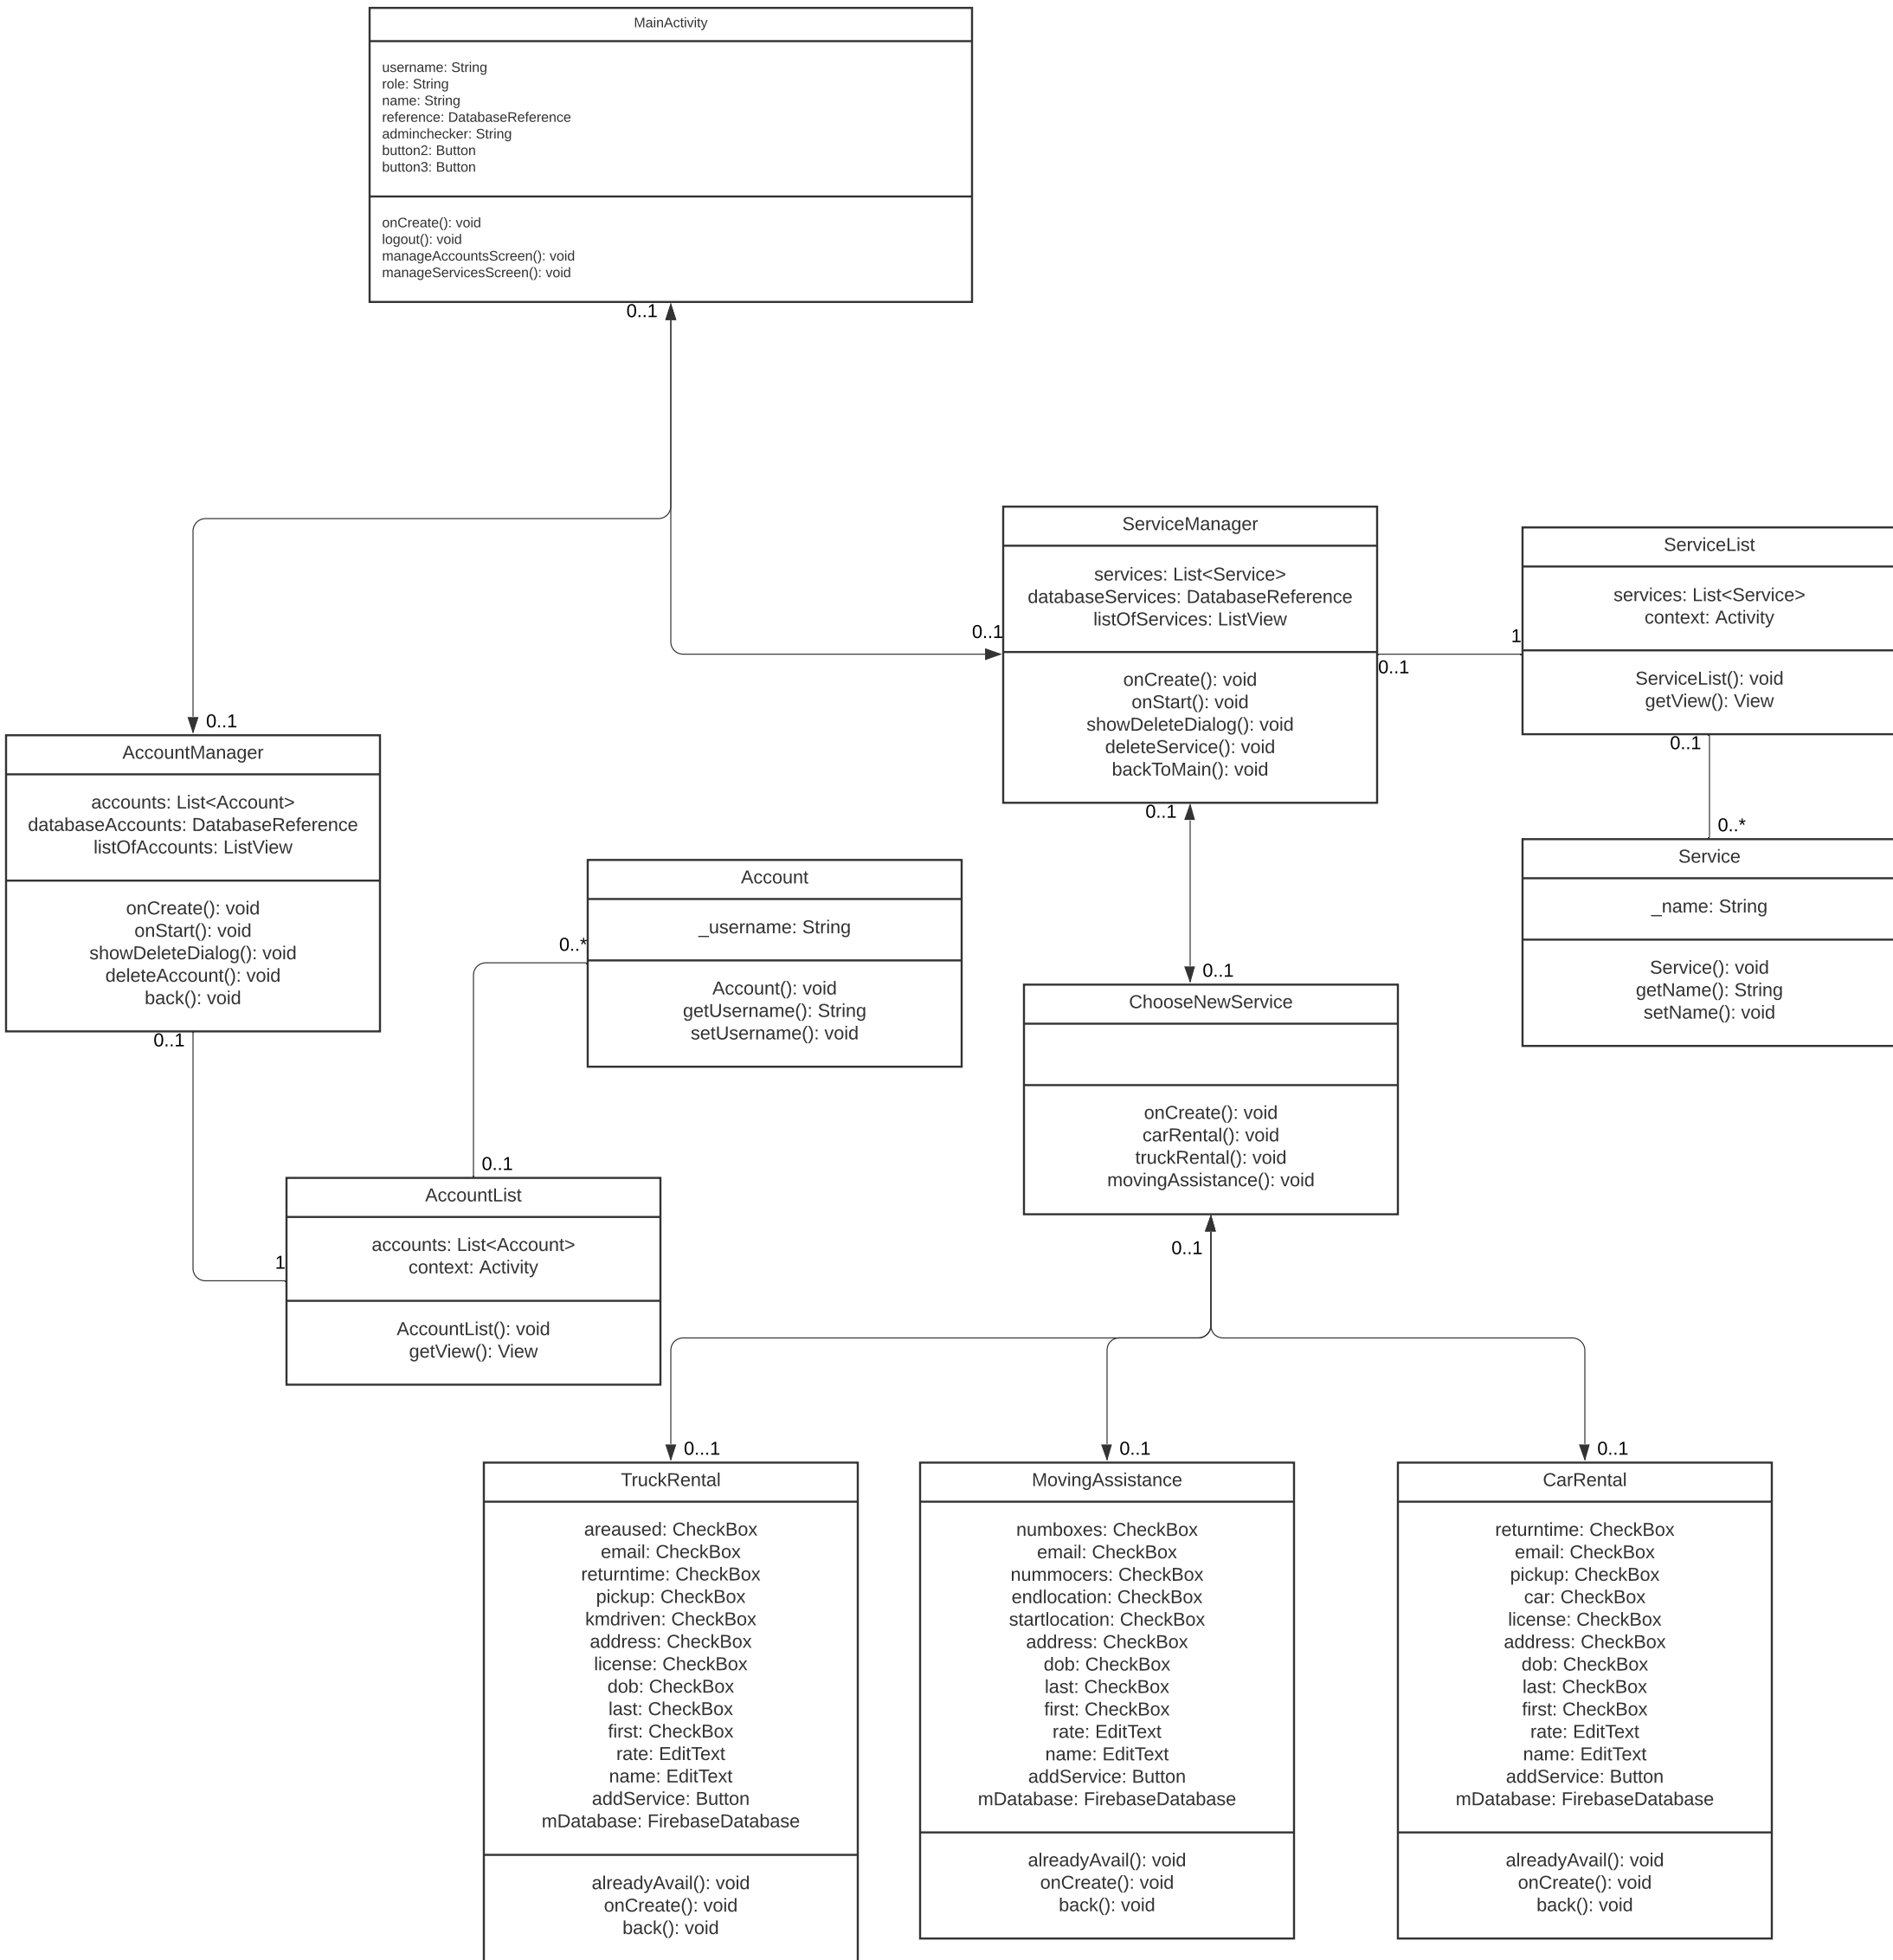 MainActivity
username: String
role: String
name: String
reference: DatabaseReference
adminchecker: String
button2: Button
button3: Button
onCreate(): void
logout(): void
manageAccountsScreen(): void
manageServicesScreen(): void
0..1
0..1
0..1
ServiceManager
services: List<Service>
databaseServices: DatabaseReference
listOfServices: ListView
onCreate(): void
onStart(): void
showDeleteDialog(): void
deleteService(): void
backToMain(): void
0..1
1
ServiceList
services: List<Service>
context: Activity
ServiceList(): void
getView(): View
0..1
0..*
Service
_name: String
Service(): void
getName(): String
setName(): void
AccountManager
accounts: List<Account>
databaseAccounts: DatabaseReference
listOfAccounts: ListView
onCreate(): void
onStart(): void
showDeleteDialog(): void
deleteAccount(): void
back(): void
0..1
1
Account
_username: String
Account(): void
getUsername(): String
setUsername(): void
0..*
0..1
AccountList
accounts: List<Account>
context: Activity
AccountList(): void
getView(): View
0..1
0..1
ChooseNewService
onCreate(): void
carRental(): void
truckRental(): void
movingAssistance(): void
0..1
0...1
0..1
0..1
TruckRental
areaused: CheckBox
email: CheckBox
returntime: CheckBox
pickup: CheckBox
kmdriven: CheckBox
address: CheckBox
license: CheckBox
dob: CheckBox
last: CheckBox
first: CheckBox
rate: EditText
name: EditText
addService: Button
mDatabase: FirebaseDatabase
alreadyAvail(): void
onCreate(): void
back(): void
MovingAssistance
numboxes: CheckBox
email: CheckBox
nummocers: CheckBox
endlocation: CheckBox
startlocation: CheckBox
address: CheckBox
dob: CheckBox
last: CheckBox
first: CheckBox
rate: EditText
name: EditText
addService: Button
mDatabase: FirebaseDatabase
alreadyAvail(): void
onCreate(): void
back(): void
CarRental
returntime: CheckBox
email: CheckBox
pickup: CheckBox
car: CheckBox
license: CheckBox
address: CheckBox
dob: CheckBox
last: CheckBox
first: CheckBox
rate: EditText
name: EditText
addService: Button
mDatabase: FirebaseDatabase
alreadyAvail(): void
onCreate(): void
back(): void